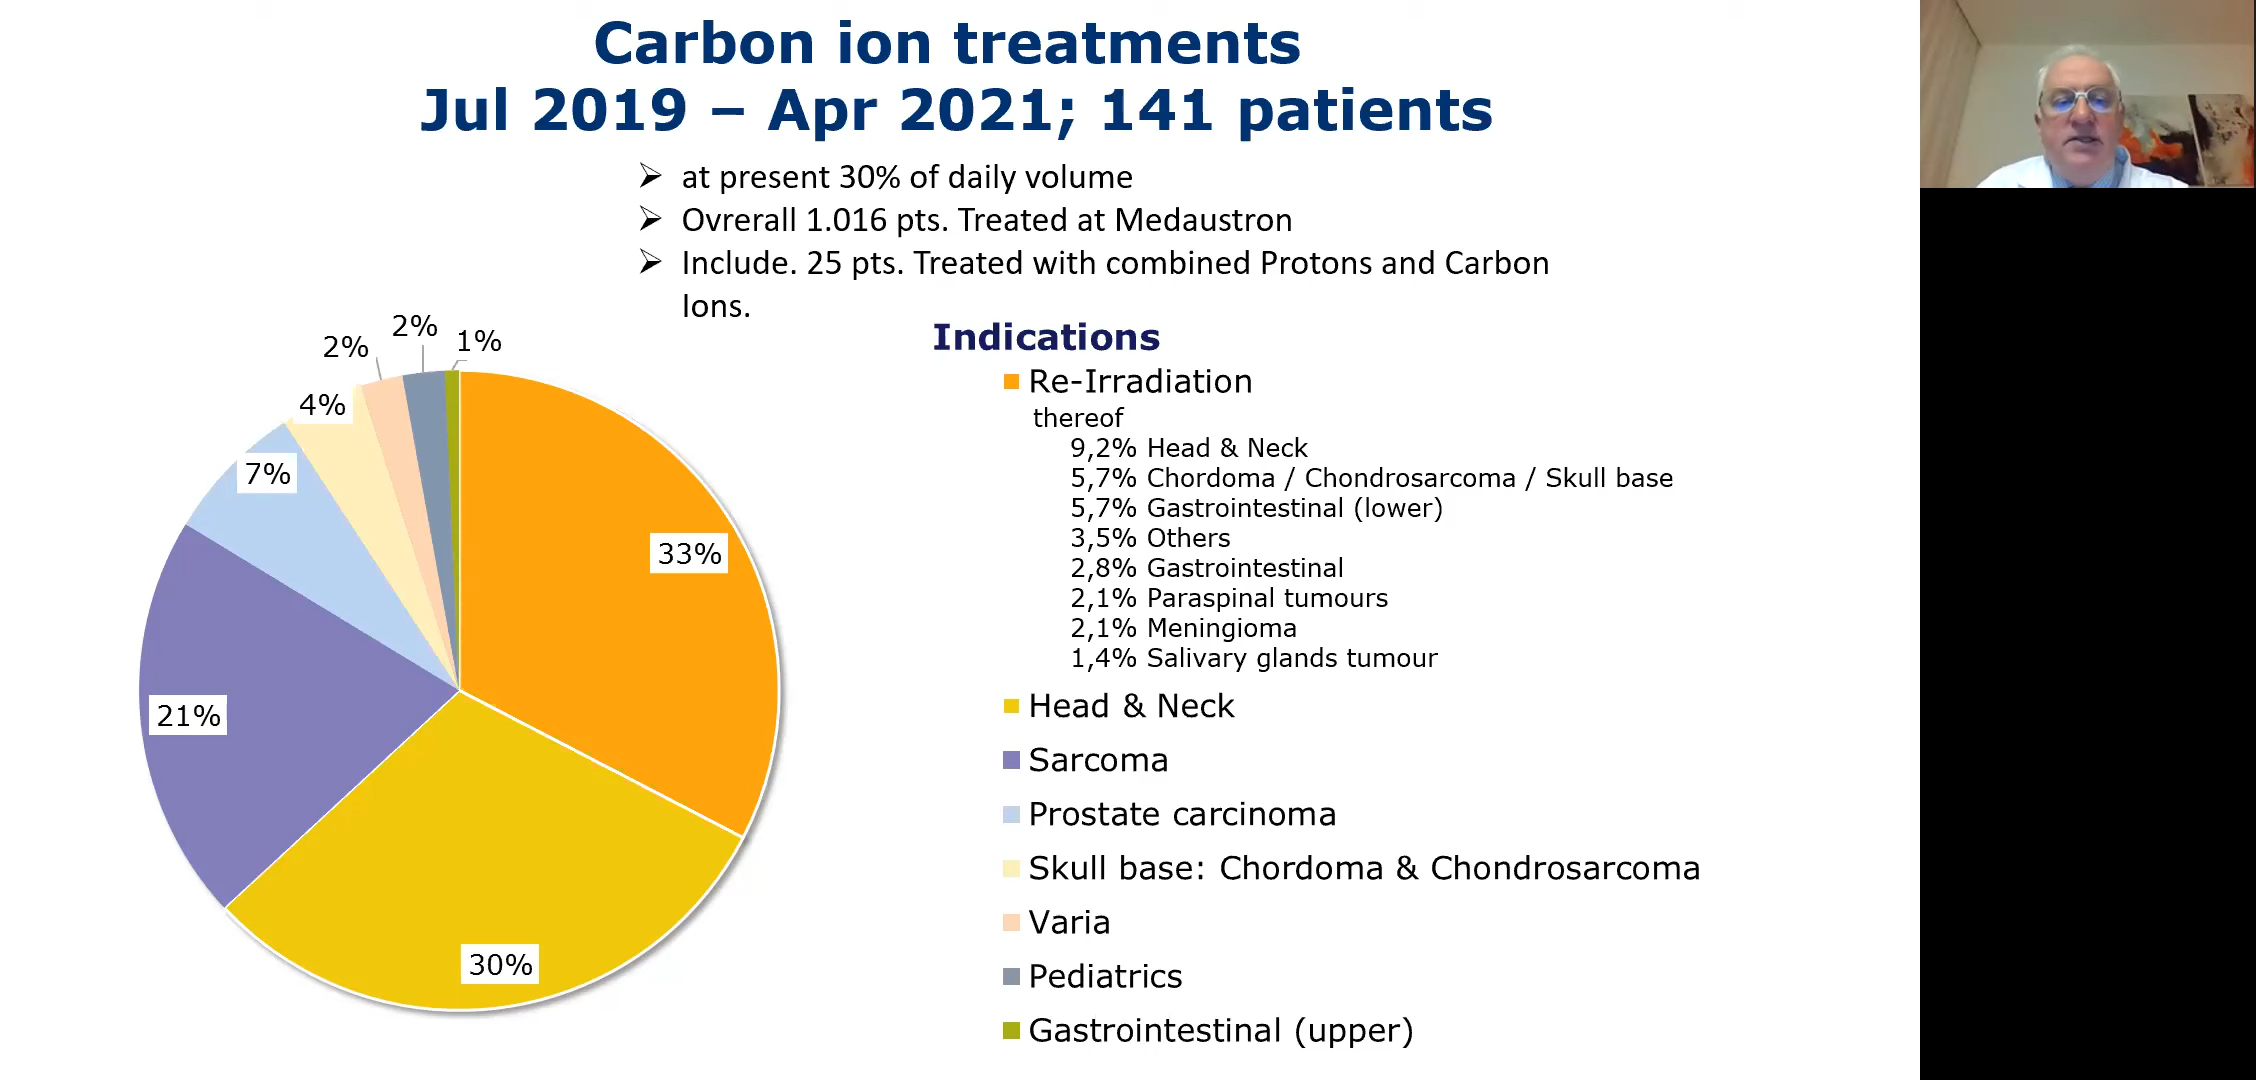 Carbon ion treatments
Jul 2019 – Apr 2021; 141 patients
➢ at present 30% of daily volume
➢ Ovrerall 1.016 pts. Treated at Medaustron
➢ Include. 25 pts. Treated with combined Protons and Carbon
Ions.
2%
2%
1%
4%
7%
33%
21%
30%
Indications
Re-Irradiation
thereof
9,2% Head & Neck
5,7% Chordoma / Chondrosarcoma / Skull base
5,7% Gastrointestinal (lower)
3,5% Others
2,8% Gastrointestinal
2,1% Paraspinal tumours
2,1% Meningioma
1,4% Salivary glands tumour
Head & Neck
Sarcoma
Prostate carcinoma
Skull base: Chordoma & Chondrosarcoma
Varia
Pediatrics
Gastrointestinal (upper)